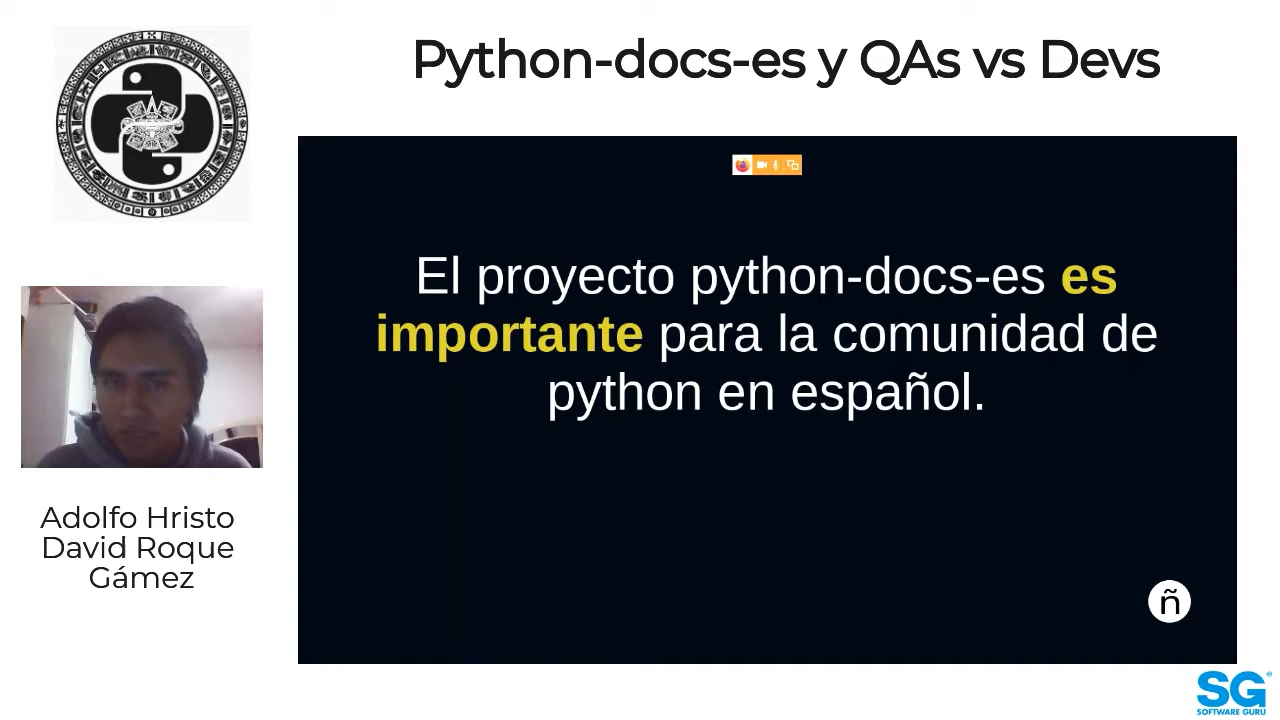 Python-docs-es y QAs vs Devs
El proyecto python-docs-es es
importante para la comunidad de
python en español.
Adolfo Hristo
David Roque
Gámez
ñ
SG
SOFTWARE GURU